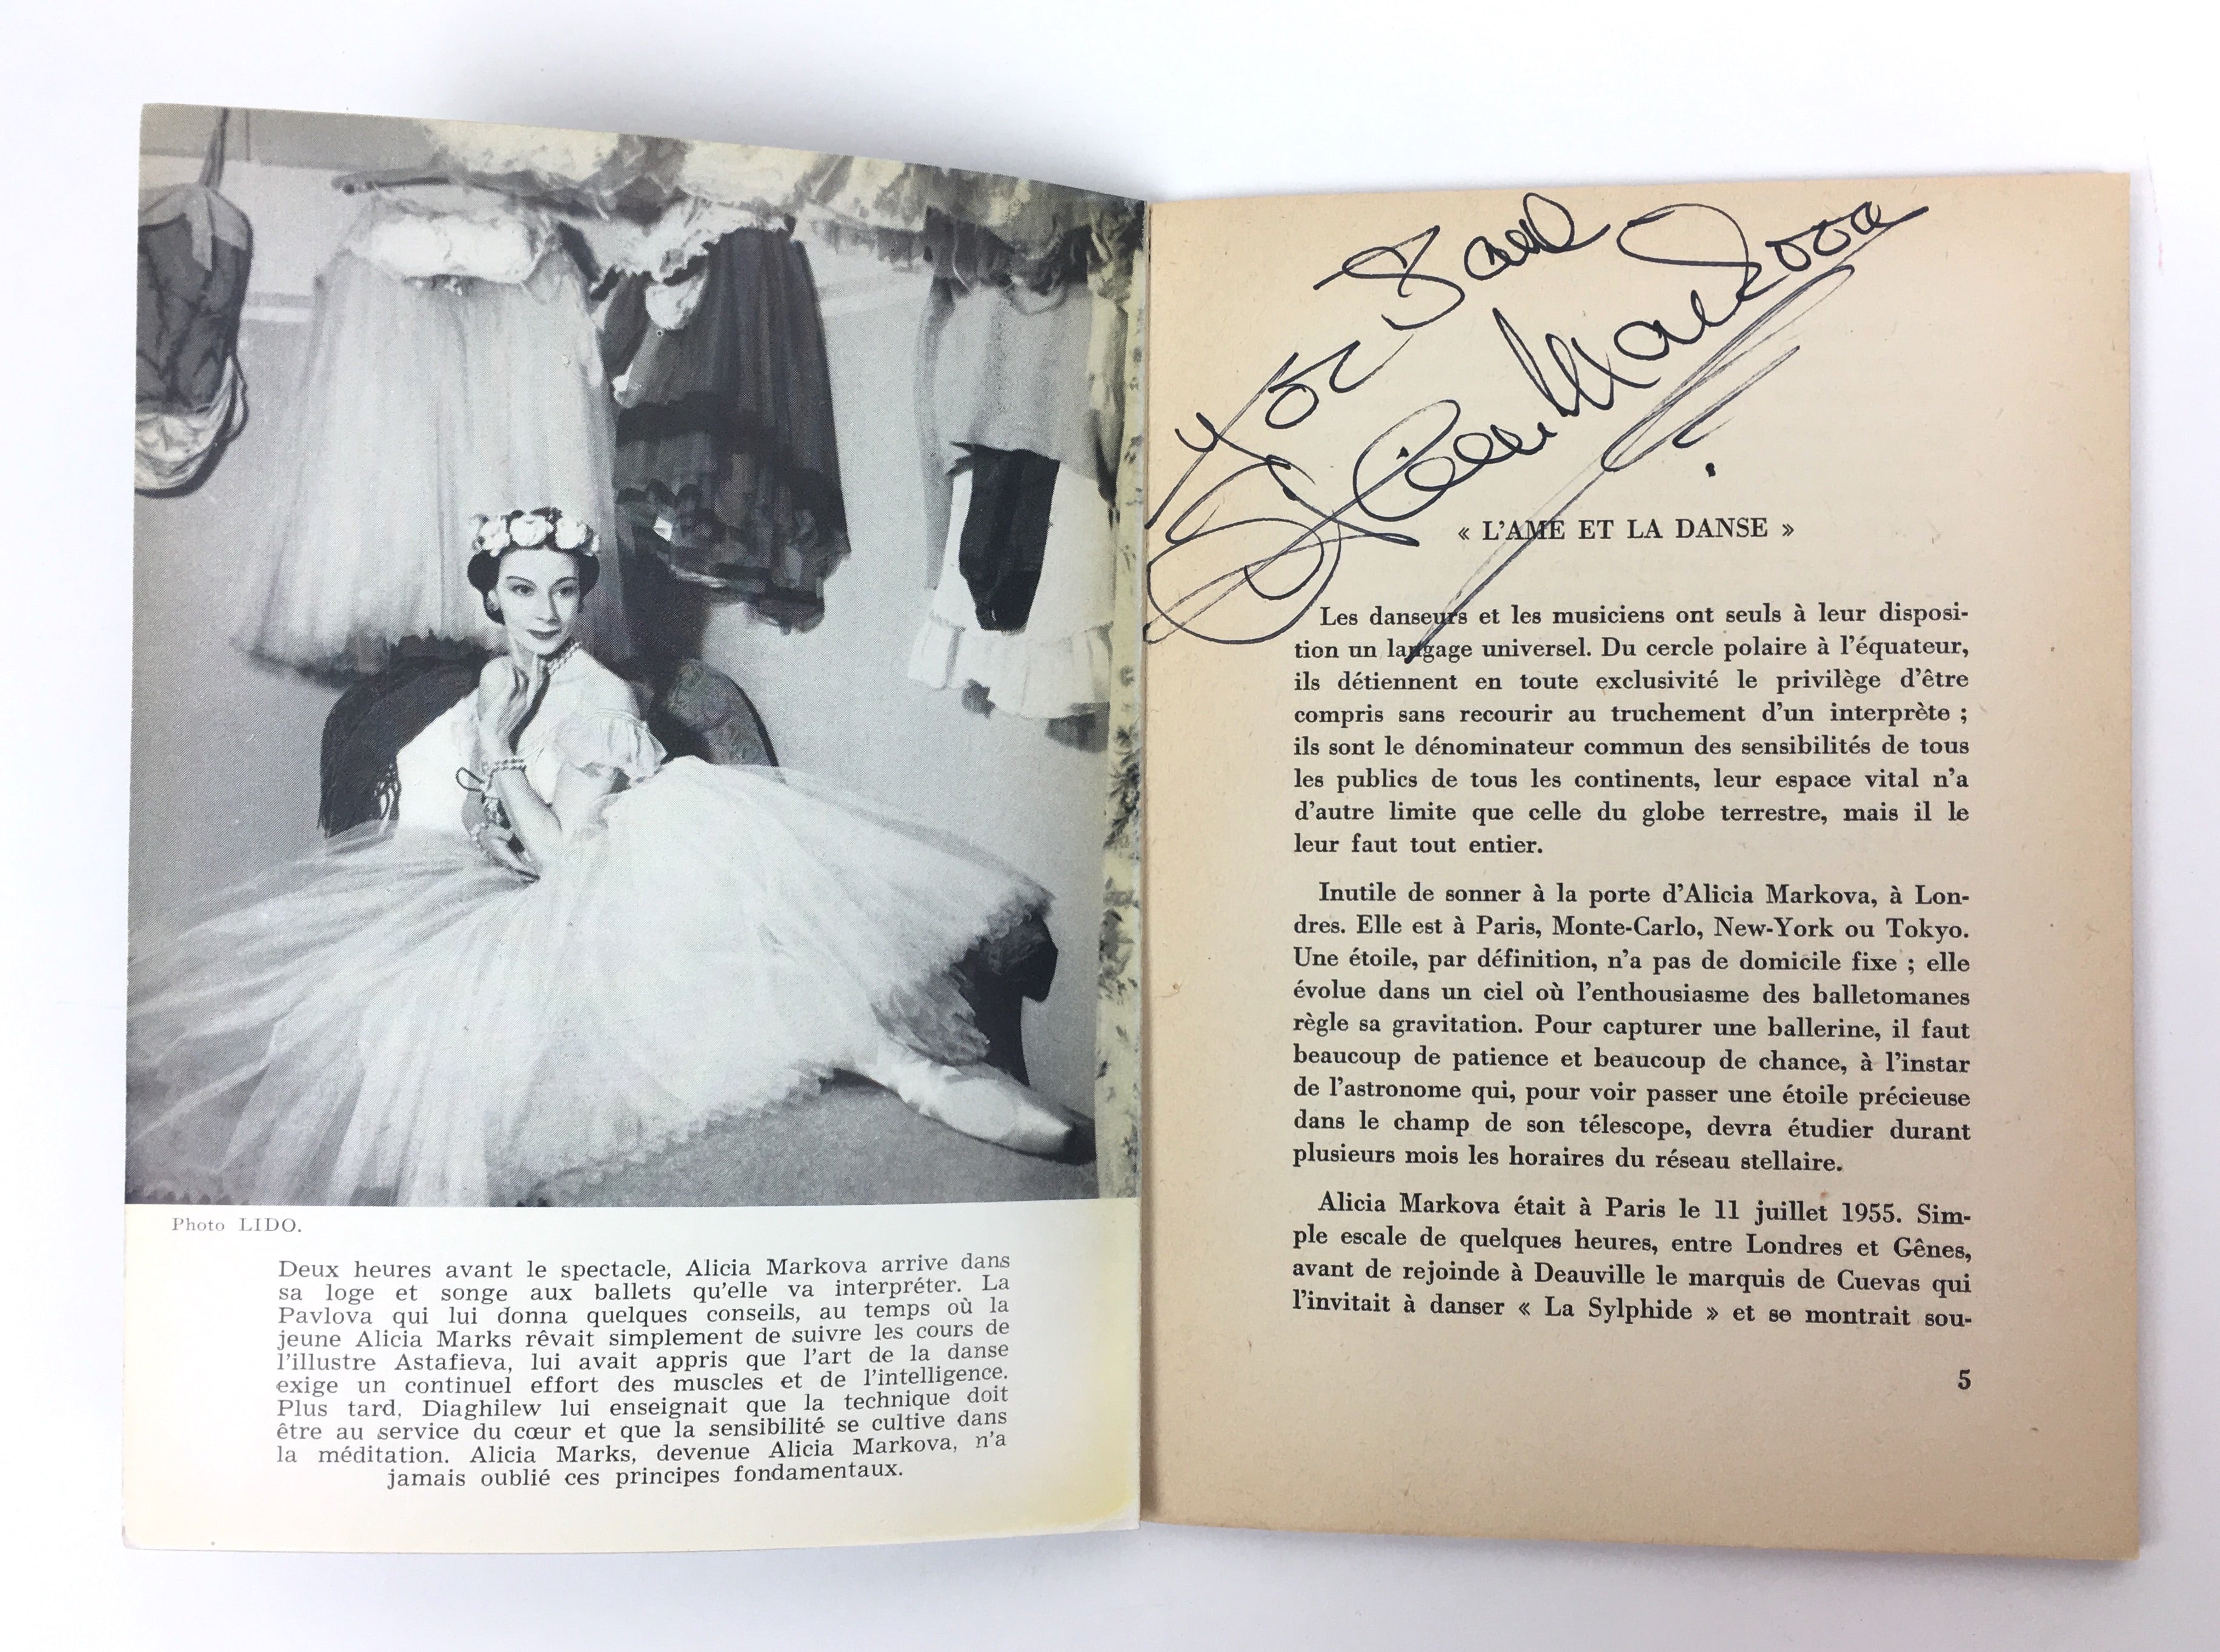 Photo LIDO.
Deux heures avant le spectacle, Alicia Markova arrive dans
sa loge et songe aux ballets qu'elle va interpréter. La
Pavlova qui lui donna quelques conseils, au temps où la
jeune Alicia Marks rêvait simplement de suivre les cours de
l'illustre Astafieva, lui avait appris que l'art de la danse
exige un continuel effort des muscles et de l'intelligence.
Plus tard, Diaghilew lui enseignait que la technique doit
être au service du cœur et que la sensibilité se cultive dans
la méditation. Alicia Marks, devenue Alicia Markova, n'a
jamais oublié ces principes fondamentaux.
For
Alicia Markova
« L'AME ET LA DANSE »
Les danseurs et les musiciens ont seuls à leur disposi-
tion un langage universel. Du cercle polaire à l'équateur,
ils détiennent en toute exclusivité le privilège d'être
compris sans recourir au truchement d'un interprète ;
ils sont le dénominateur commun des sensibilités de tous
les publics de tous les continents, leur espace vital n'a
d'autre limite que celle du globe terrestre, mais il le
leur faut tout entier.
Inutile de sonner à la porte d'Alicia Markova, à Lon-
dres. Elle est à Paris, Monte-Carlo, New-York ou Tokyo.
Une étoile, par définition, n'a pas de domicile fixe ; elle
évolue dans un ciel où l'enthousiasme des balletomanes
règle sa gravitation. Pour capturer une ballerine, il faut
beaucoup de patience et beaucoup de chance, à l'instar
de l'astronome qui, pour voir passer une étoile précieuse
dans le champ de son télescope, devra étudier durant
plusieurs mois les horaires du réseau stellaire.
Alicia Markova était à Paris le 11 juillet 1955. Sim-
ple escale de quelques heures, entre Londres et Gênes,
avant de rejoinde à Deauville le marquis de Cuevas qui
l'invitait à danser « La Sylphide » et se montrait sou-
5